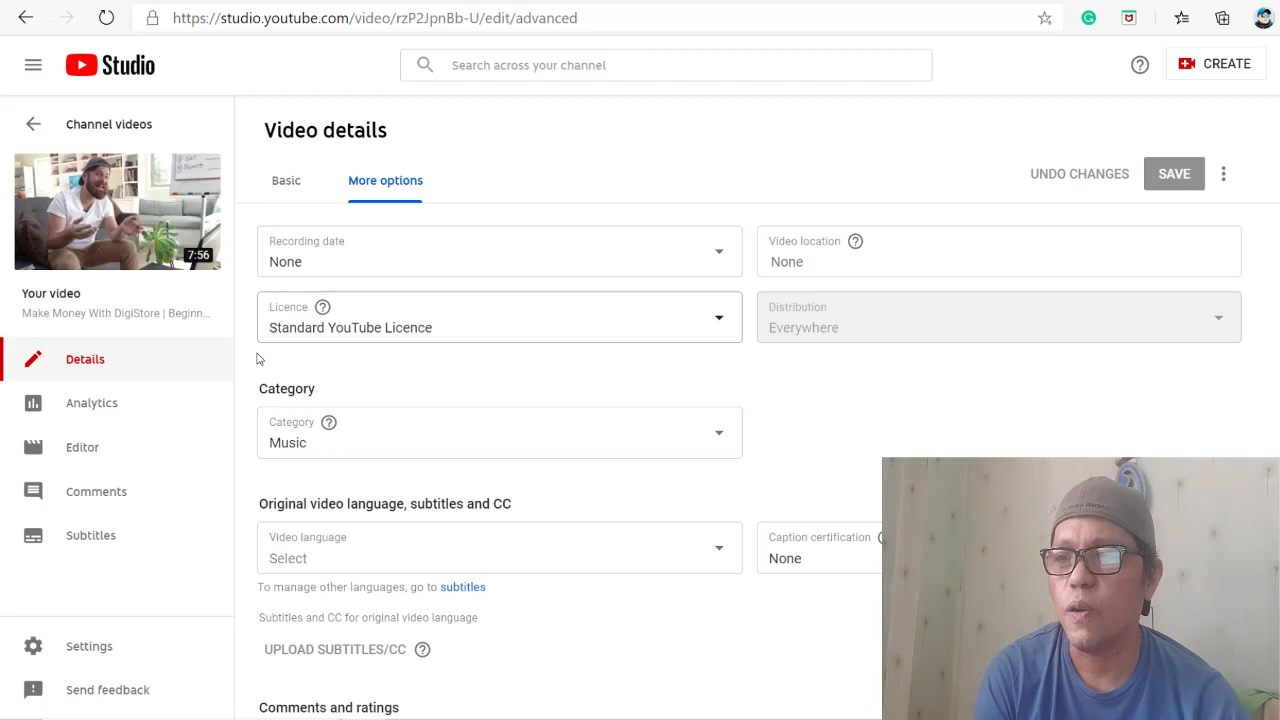 https://studio.youtube.com/video/rzP2JpnBb-U/edit/advanced
Studio
Search across your channel
CREATE
Channel videos
7:56
Your video
Make Money With DigiStore | Beginn...
Details
Analytics
Editor
Comments
Subtitles
Settings
Send feedback
Video details
Basic
More options
UNDO CHANGES
SAVE
Recording date
None
Video location
None
Licence
Standard YouTube Licence
Distribution
Everywhere
Category
Category
Music
Original video language, subtitles and CC
Video language
Select
Caption certification
None
To manage other languages, go to subtitles
Subtitles and CC for original video language
UPLOAD SUBTITLES/CC
Comments and ratings